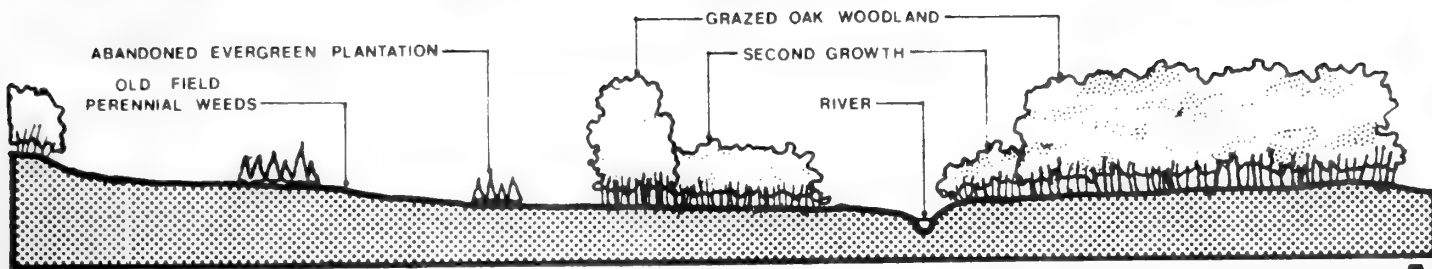 GRAZED OAK WOODLAND
ABANDONED EVERGREEN PLANTATION
SECOND GROWTH
OLD FIELD
PERENNIAL WEEDS
RIVER